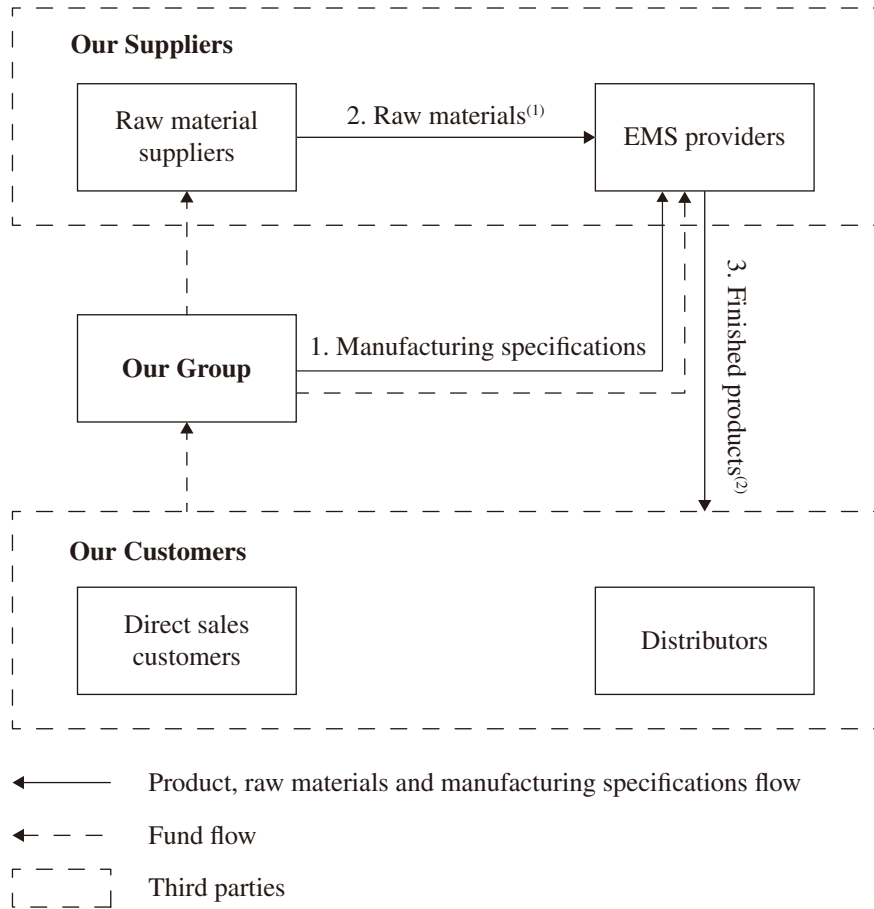 Our Suppliers
Raw material
suppliers
2. Raw materials(1)
EMS providers
Our Group
1. Manufacturing specifications
3. Finished products(2)
Our Customers
Direct sales
customers
Distributors
Product, raw materials and manufacturing specifications flow
Fund flow
Third parties